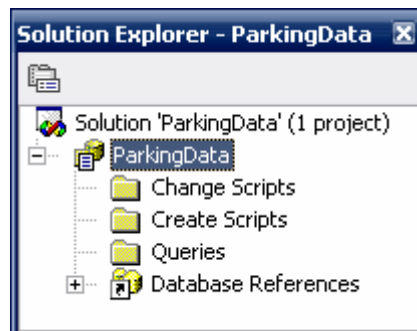 Solution Explorer - ParkingData
Solution 'ParkingData' (1 project)
ParkingData
Change Scripts
Create Scripts
Queries
Database References